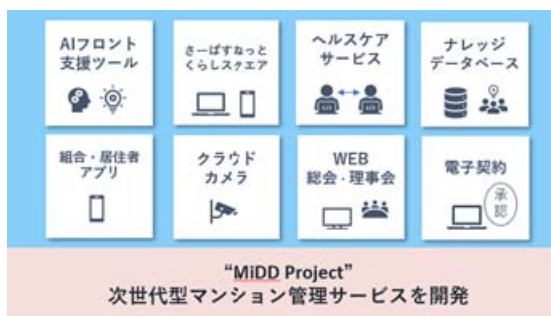 AIフロント
支援ツール
さーぱすねっと
くらしスクエア
ヘルスケア
サービス
ナレッジ
データベース
組合・居住者
アプリ
クラウド
カメラ
WEB
総会・理事会
電子契約
承
認
“MiDD Project”
次世代型マンション管理サービスを開発